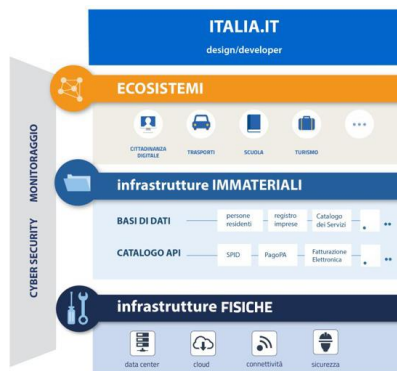 ITALIA.IT
design/developer
ECOSISTEMI
CITTADINANZA
DIGITALE
TRASPORTI
SCUOLA
TURISMO
infrastrutture IMMATERIALI
BASI DI DATI
persone
residenti
registro
imprese
Catalogo
dei Servizi
CATALOGO API
SPID
PagoPA
Fatturazione
Elettronica
infrastrutture FISICHE
data center
cloud
connettività
sicurezza
CYBER SECURITY MONITORAGGIO